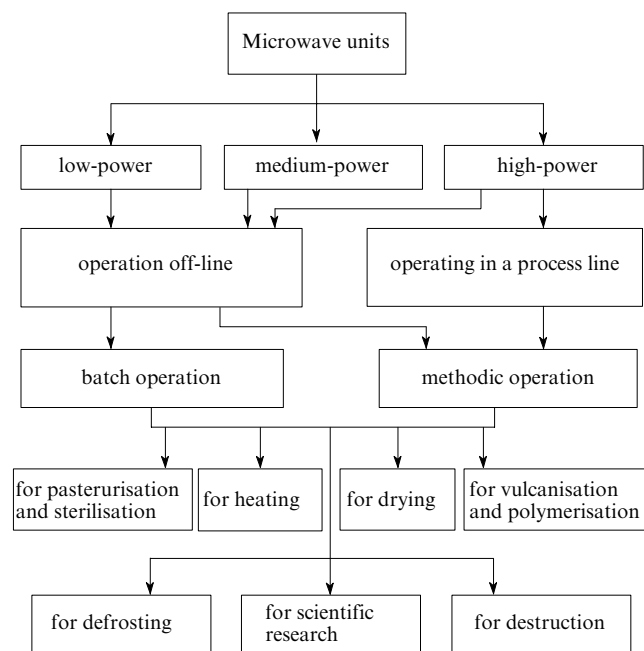 Microwave units
low-power
medium-power
high-power
operation off-line
operating in a process line
batch operation
methodic operation
for pasterurisation
and sterilisation
for heating
for drying
for vulcanisation
and polymerisation
for defrosting
for scientific
research
for destruction